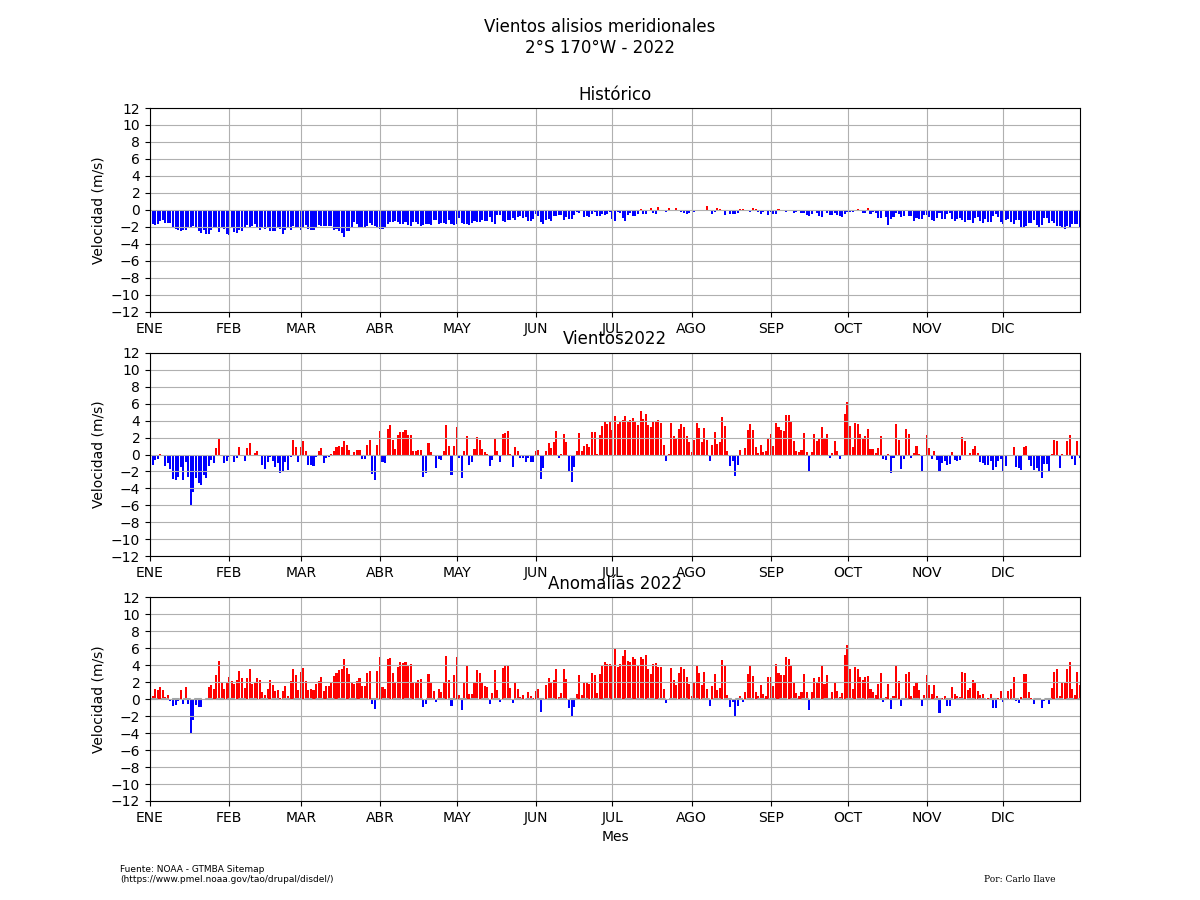 Vientos alisios meridionales
2°S 170°W - 2022
Histórico
12
10
8
6
4
2
0
−2
−4
−6
−8
−10
−12
Velocidad (m/s)
ENE FEB MAR ABR MAY JUN JUL AGO SEP OCT NOV DIC
Vientos2022
12
10
8
6
4
2
0
−2
−4
−6
−8
−10
−12
Velocidad (m/s)
ENE FEB MAR ABR MAY JUN JUL AGO SEP OCT NOV DIC
Anomalías 2022
12
10
8
6
4
2
0
−2
−4
−6
−8
−10
−12
Velocidad (m/s)
ENE FEB MAR ABR MAY JUN JUL AGO SEP OCT NOV DIC
Mes
Fuente: NOAA - GTMBA Sitemap
(https://www.pmel.noaa.gov/tao/drupal/disdel/)
Por: Carlo Ilave